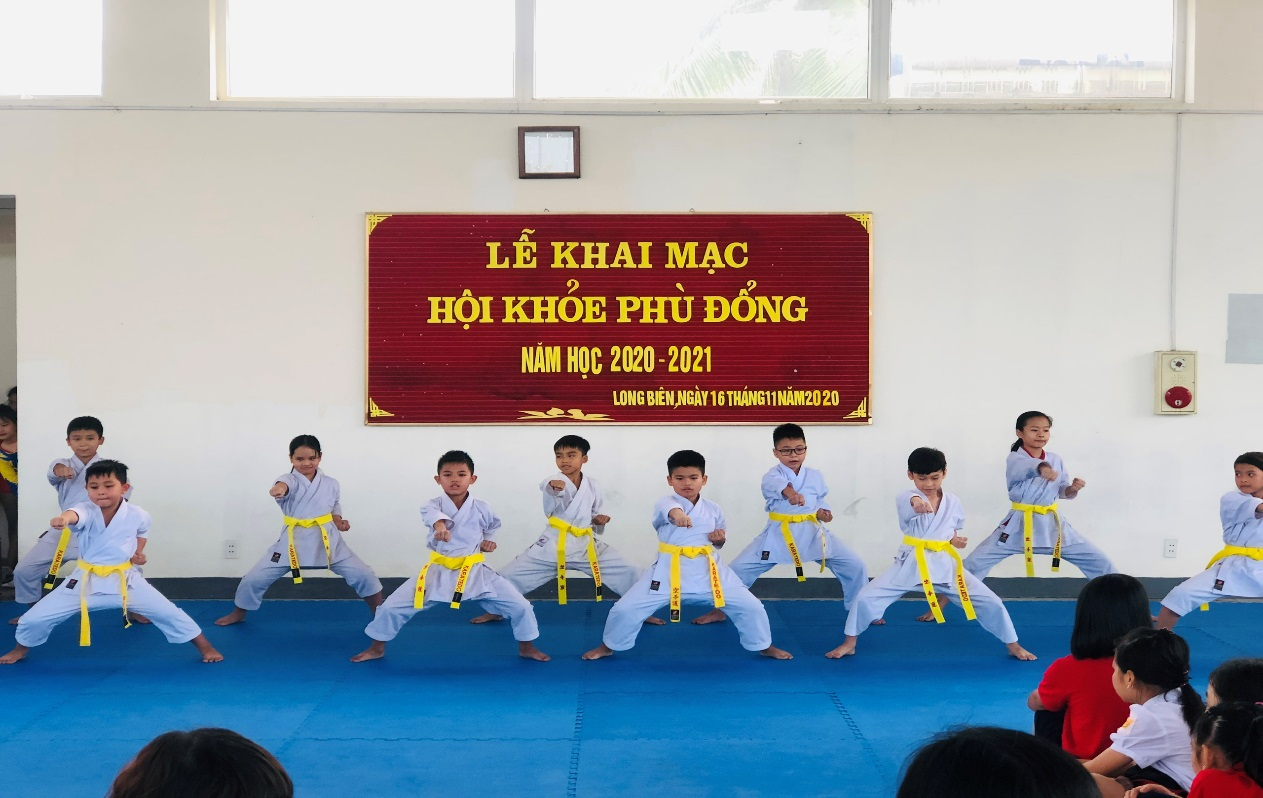 LỄ KHAI MẠC
HỘI KHỎE PHÙ ĐỔNG
NĂM HỌC 2020 - 2021
LONG BIÊN, NGÀY 16 THÁNG 11 NĂM 2020